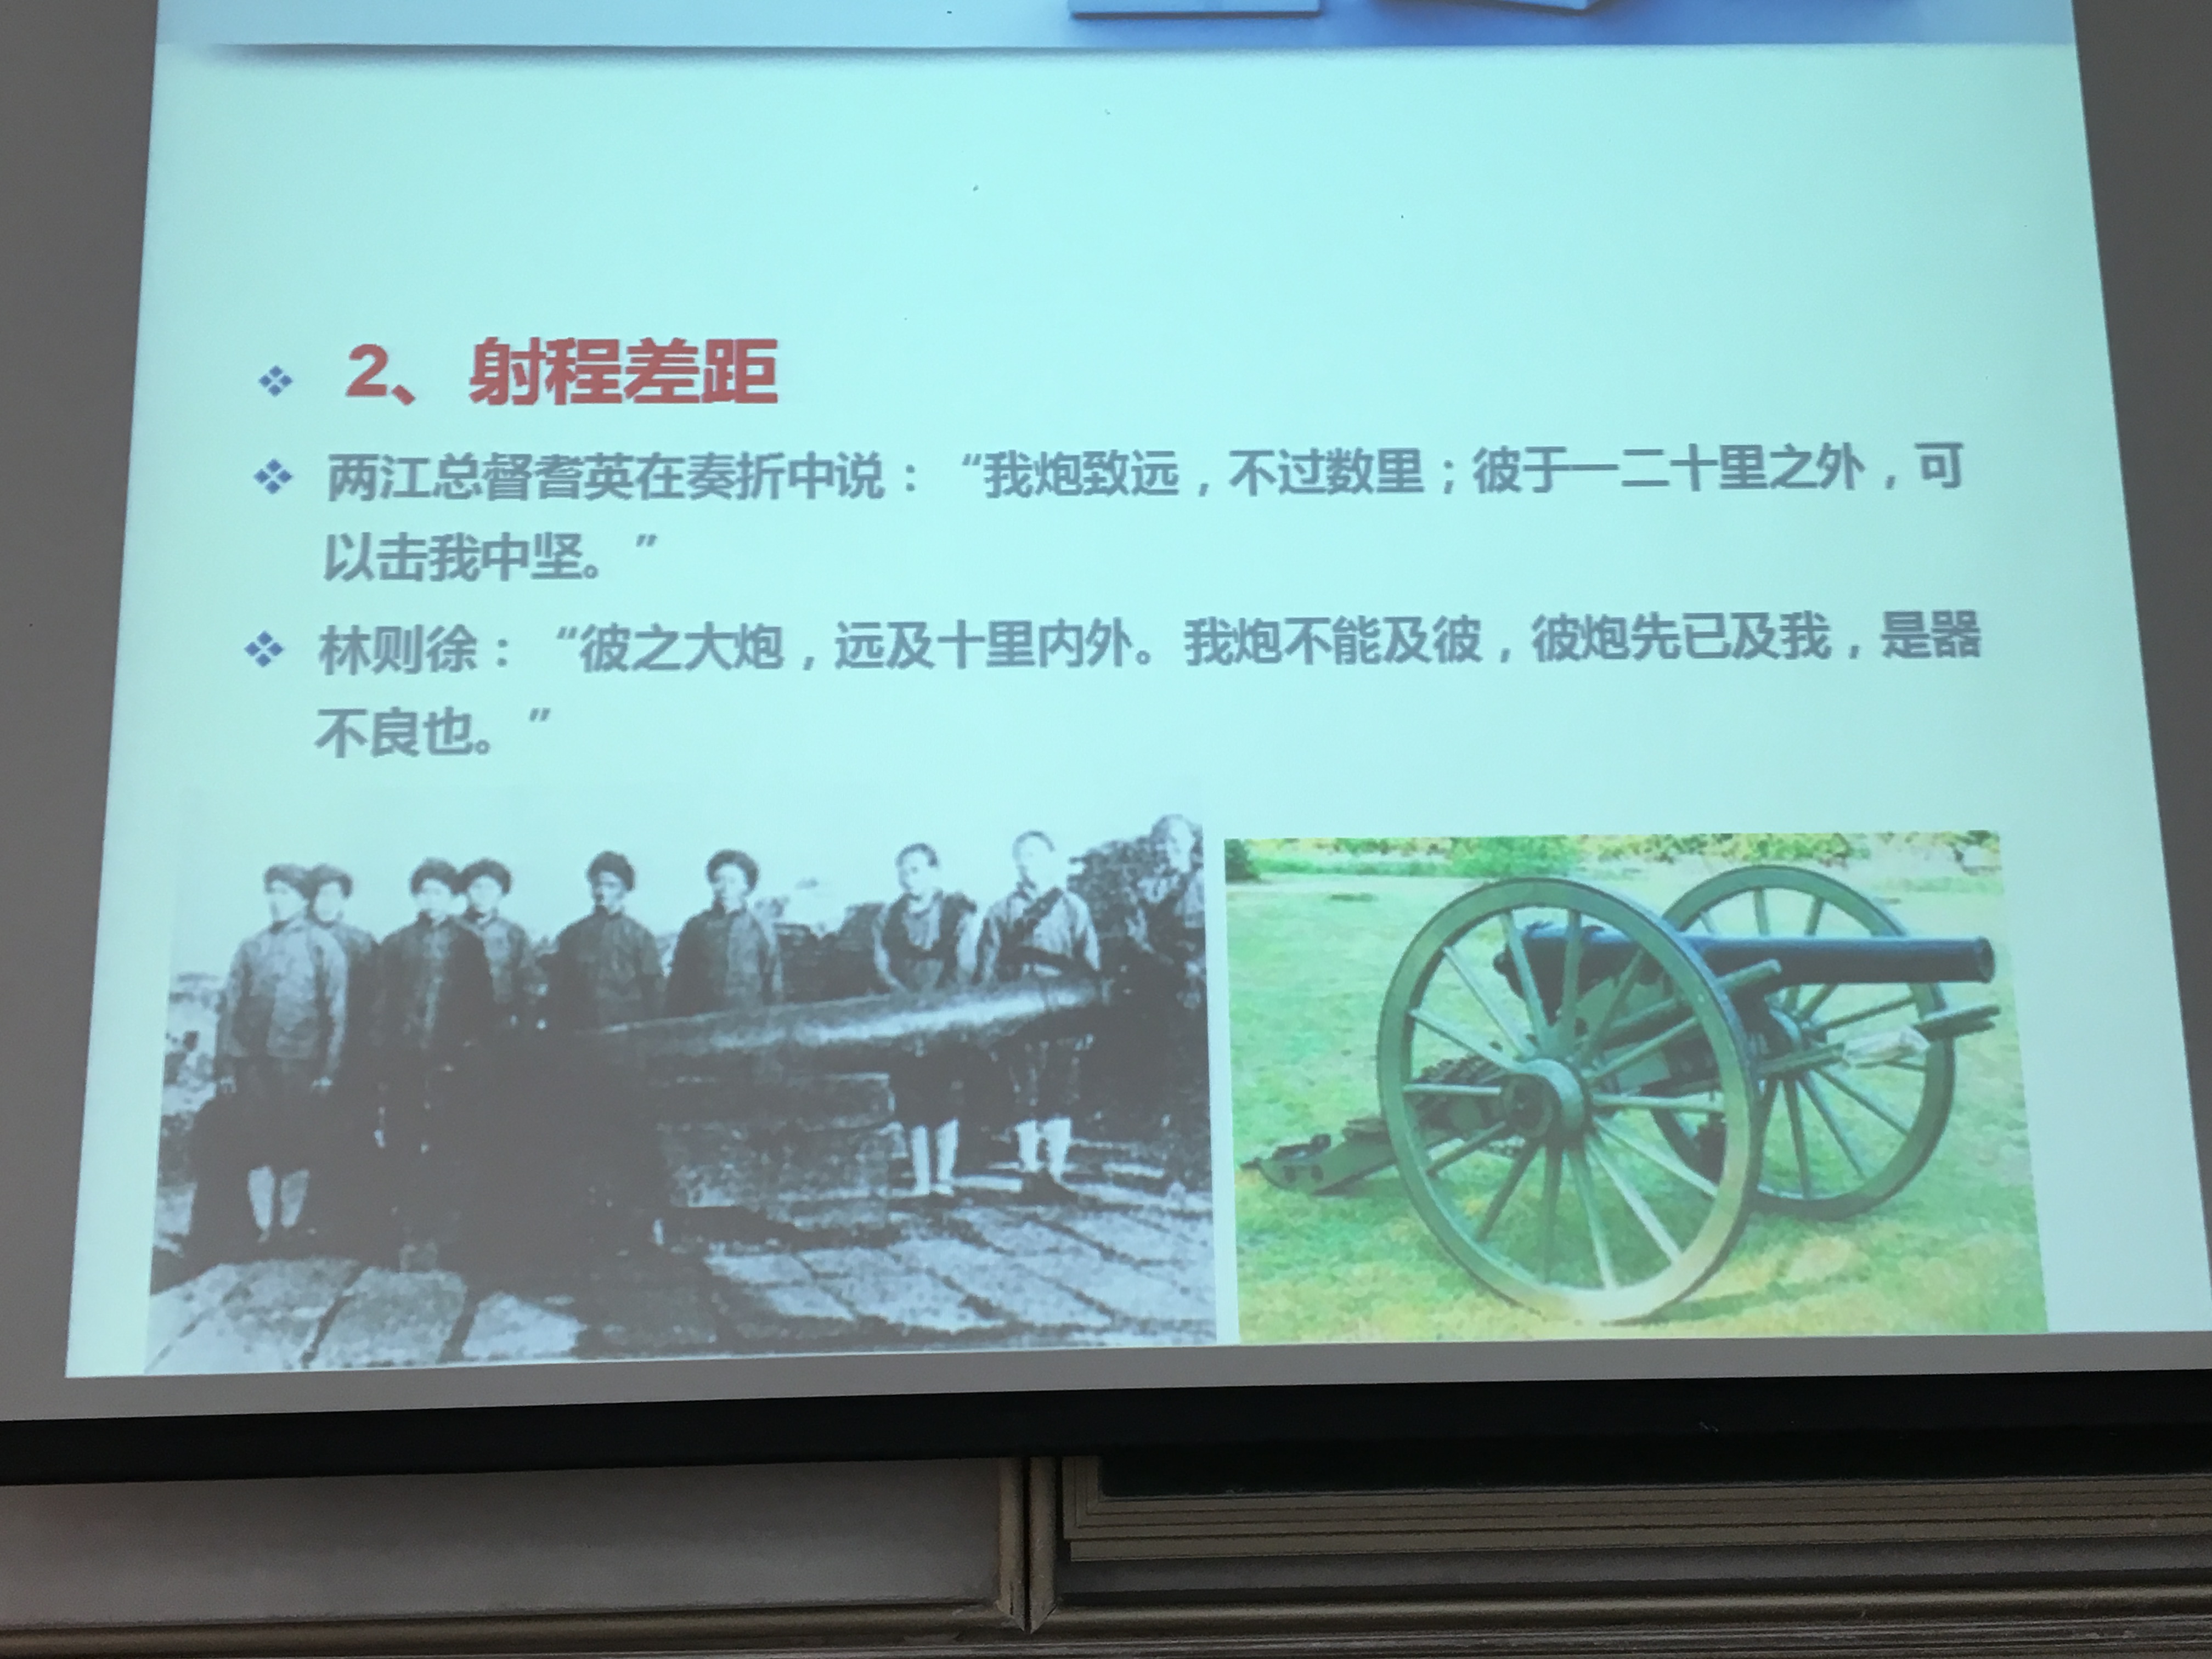 2、射程差距
两江总督耆英在奏折中说：“我炮致远，不过数里；彼于一二十里之外，可
以击我中坚。”
林则徐：“彼之大炮，远及十里内外。我炮不能及彼，彼炮先已及我，是器
不良也。”